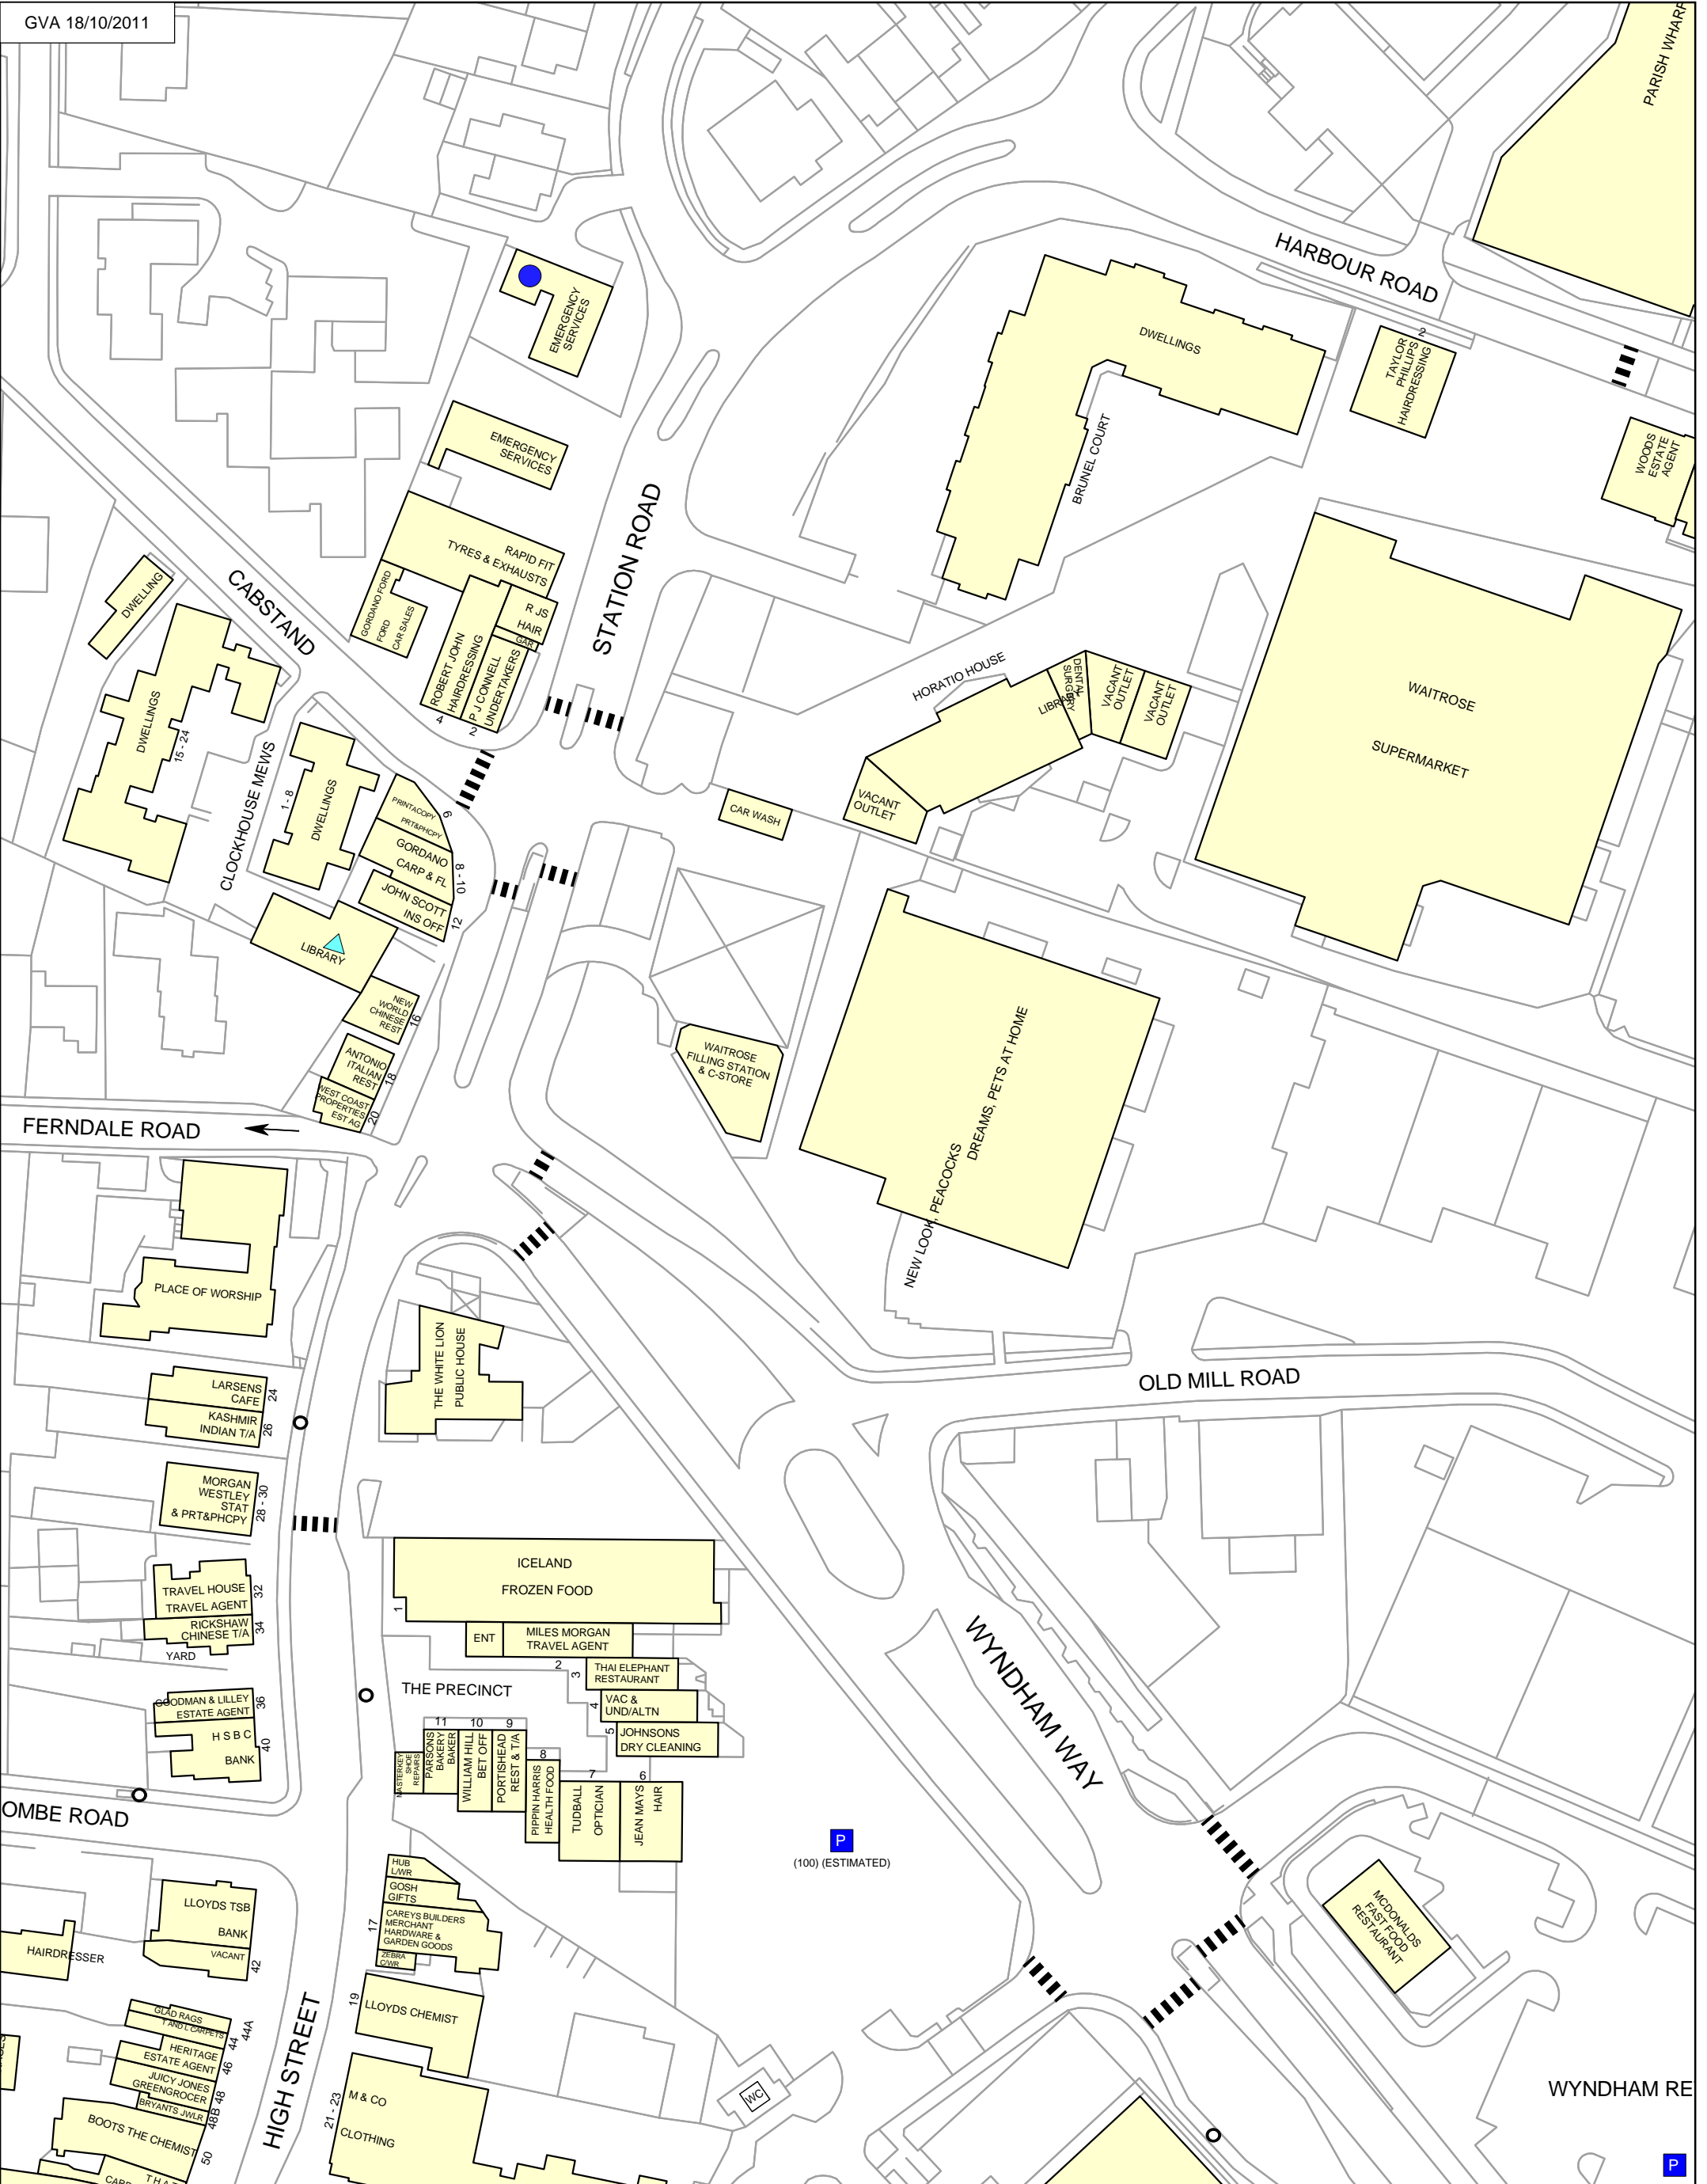 GVA 18/10/2011
PARISH WHARF
HARBOUR ROAD
EMERGENCY
SERVICES
DWELLINGS
2
TAYLOR
PHILLIPS
HAIRDRESSING
WOODS
ESTATE
AGENT
BRUNEL COURT
EMERGENCY
SERVICES
STATION ROAD
RAPID FIT
TYRES & EXHAUSTS
GORDANO FORD
FORD
CAR SALES
R JS
HAIR
GAR
ROBERT JOHN
HAIRDRESSING
P J CONNELL
UNDERTAKERS
4
2
CABSTAND
DWELLING
DWELLINGS
15 - 24
CLOCKHOUSE MEWS
1 - 8
DWELLINGS
PRINTACOPY
PRT&PHCPY
6
GORDANO
CARP & FL
8 - 10
JOHN SCOTT
INS OFF
12
LIBRARY
NEW
WORLD
CHINESE
REST
16
ANTONIO
ITALIAN
REST
18
WEST COAST
PROPERTIES
EST AG
20
HORATIO HOUSE
LIBRARY
DENTAL
SURGERY
VACANT
OUTLET
VACANT
OUTLET
VACANT
OUTLET
CAR WASH
WAITROSE
SUPERMARKET
WAITROSE
FILLING STATION
& C-STORE
DREAMS, PETS AT HOME
NEW LOOK, PEACOCKS
FERNDALE ROAD
PLACE OF WORSHIP
THE WHITE LION
PUBLIC HOUSE
OLD MILL ROAD
LARSENS
CAFE
24
KASHMIR
INDIAN T/A
26
MORGAN
WESTLEY
STAT
& PRT&PHCPY
28 - 30
TRAVEL HOUSE
TRAVEL AGENT
32
RICKSHAW
CHINESE T/A
34
YARD
GOODMAN & LILLEY
ESTATE AGENT
36
H S B C
BANK
40
ICELAND
FROZEN FOOD
1
ENT
MILES MORGAN
TRAVEL AGENT
2
THAI ELEPHANT
RESTAURANT
3
THE PRECINCT
VAC &
UND/ALTN
4
JOHNSONS
DRY CLEANING
5
MASTERKEY
SHOE
REPAIRS
11
PARSONS
BAKERY
BAKER
10
WILLIAM HILL
BET OFF
9
PORTISHEAD
REST & T/A
8
PIPPIN HARRIS
HEALTH FOOD
7
TUDBALL
OPTICIAN
6
JEAN MAYS
HAIR
WYNDHAM WAY
P
(100) (ESTIMATED)
OMBE ROAD
LLOYDS TSB
BANK
VACANT
42
HAIRDRESSER
HUB
L/WR
GOSH
GIFTS
CAREYS BUILDERS
MERCHANT
HARDWARE &
GARDEN GOODS
17
ZEBRA
C/WR
19
LLOYDS CHEMIST
MCDONALDS
FAST FOOD
RESTAURANT
GLAD RAGS
T AND L CARPETS
44
44A
HERITAGE
ESTATE AGENT
46
JUICY JONES
GREENGROCER
48
BRYANTS JWLR
48B
BOOTS THE CHEMIST
50
HIGH STREET
21 - 23
M & CO
CLOTHING
WC
WYNDHAM RE
P